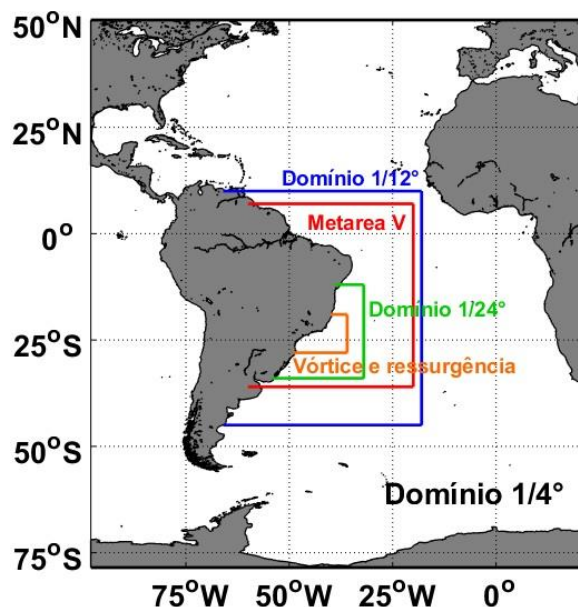 50°N
25°N
Domínio 1/12°
Metarea V
0°
Domínio 1/24°
25°S
Vórtice e ressurgência
50°S
Domínio 1/4°
75°S
75°W 50°W 25°W 0°